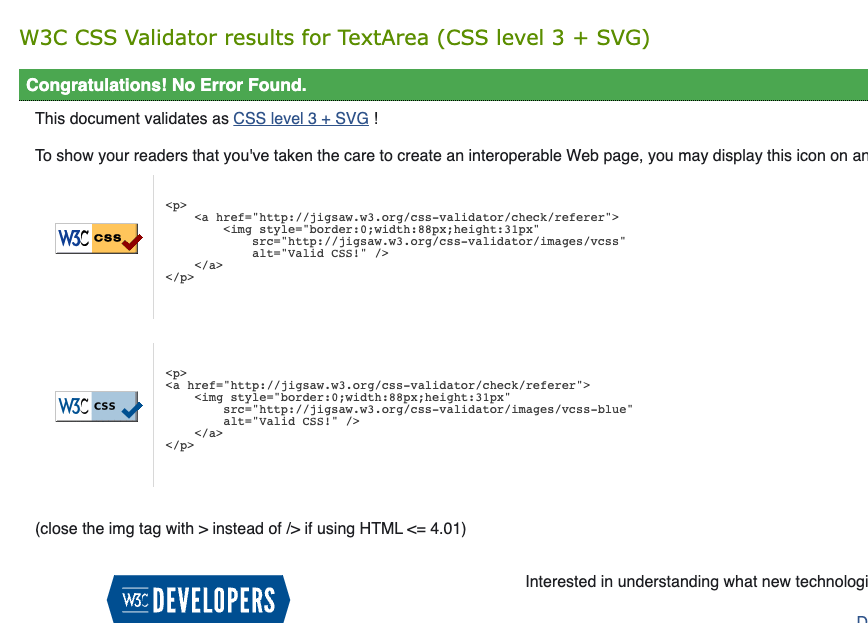 W3C CSS Validator results for TextArea (CSS level 3 + SVG)
Congratulations! No Error Found.
This document validates as CSS level 3 + SVG !
To show your readers that you've taken the care to create an interoperable Web page, you may display this icon on an
W3C css
<p>
<a href="http://jigsaw.w3.org/css-validator/check/referer">
<img style="border:0;width:88px;height:31px"
src="http://jigsaw.w3.org/css-validator/images/vcss"
alt="Valid CSS!" />
</a>
</p>
W3C css
<p>
<a href="http://jigsaw.w3.org/css-validator/check/referer">
<img style="border:0;width:88px;height:31px"
src="http://jigsaw.w3.org/css-validator/images/vcss-blue"
alt="Valid CSS!" />
</a>
</p>
(close the img tag with > instead of /> if using HTML <= 4.01)
W3C DEVELOPERS
Interested in understanding what new technologi